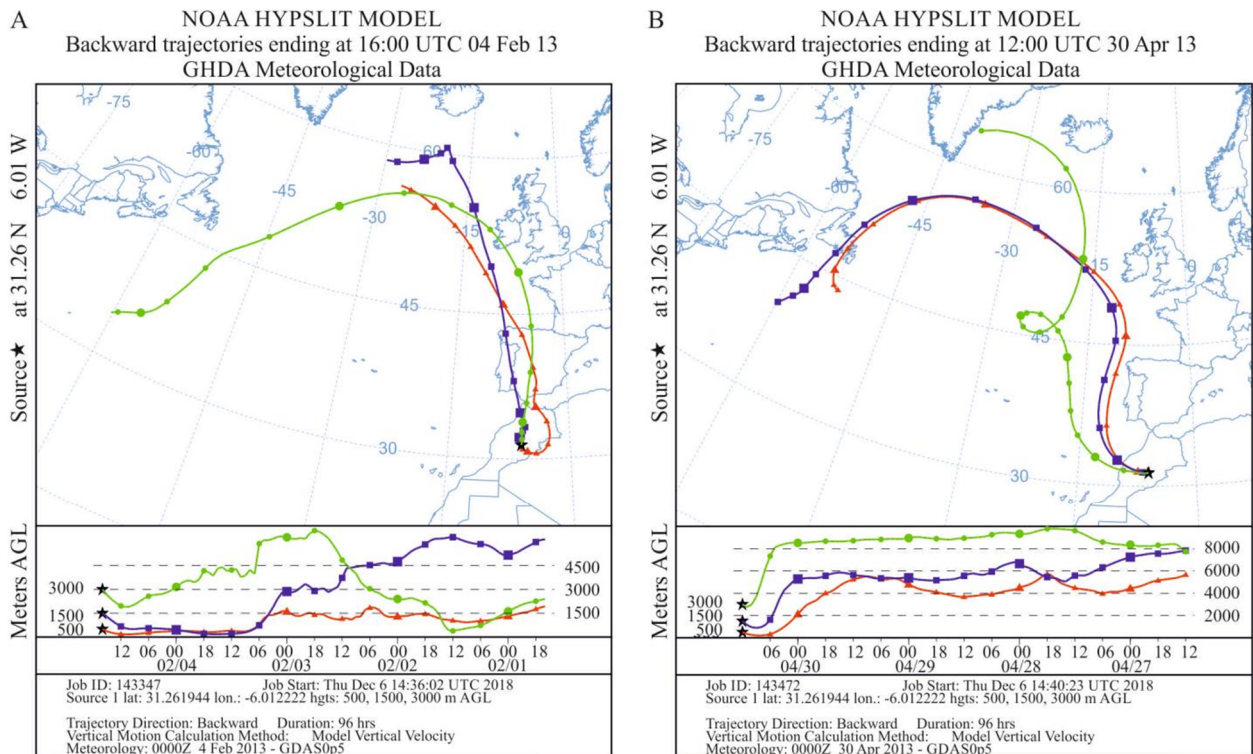 A
NOAA HYPSLIT MODEL
Backward trajectories ending at 16:00 UTC 04 Feb 13
GHDA Meteorological Data
Source★ at 31.26 N 6.01 W
-75
-60
-45
-30
-15
0
60
45
30
Meters AGL
3000
1500
500
4500
3000
1500
12 06 00 18 12 06 00 18 12 06 00 18 12 06 00 18
02/04 02/03 02/02 02/01
Job ID: 143347 Job Start: Thu Dec 6 14:36:02 UTC 2018
Source 1 lat: 31.261944 lon.: -6.012222 hgts: 500, 1500, 3000 m AGL
Trajectory Direction: Backward Duration: 96 hrs
Vertical Motion Calculation Method: Model Vertical Velocity
Meteorology: 0000Z 4 Feb 2013 - GDAS0p5
B
NOAA HYPSLIT MODEL
Backward trajectories ending at 12:00 UTC 30 Apr 13
GHDA Meteorological Data
Source★ at 31.26 N 6.01 W
-75
-60
-45
-30
-15
0
60
45
30
Meters AGL
3000
1500
500
8000
6000
4000
2000
06 00 18 12 06 00 18 12 06 00 18 12 06 00 18 12
04/30 04/29 04/28 04/27
Job ID: 143472 Job Start: Thu Dec 6 14:40:23 UTC 2018
Source 1 lat: 31.261944 lon.: -6.012222 hgts: 500, 1500, 3000 m AGL
Trajectory Direction: Backward Duration: 96 hrs
Vertical Motion Calculation Method: Model Vertical Velocity
Meteorology: 0000Z 30 Apr 2013 - GDAS0p5